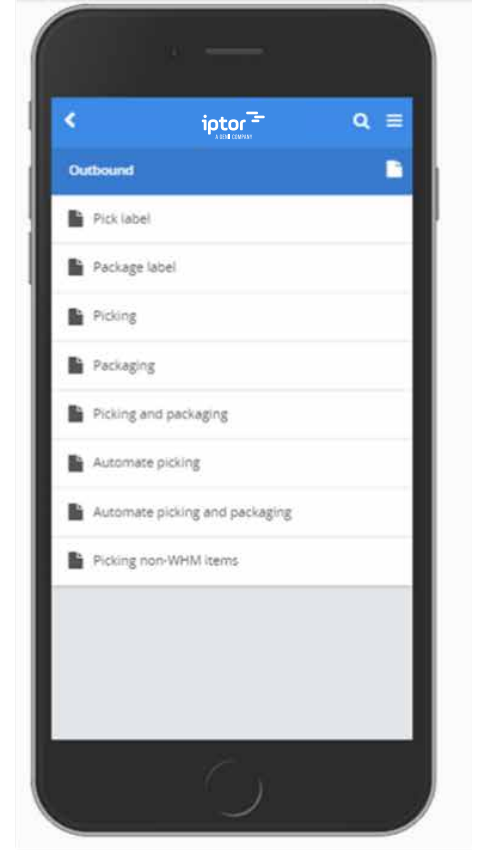 iptor
Outbound
Pick label
Package label
Picking
Packaging
Picking and packaging
Automate picking
Automate picking and packaging
Picking non-WHM items